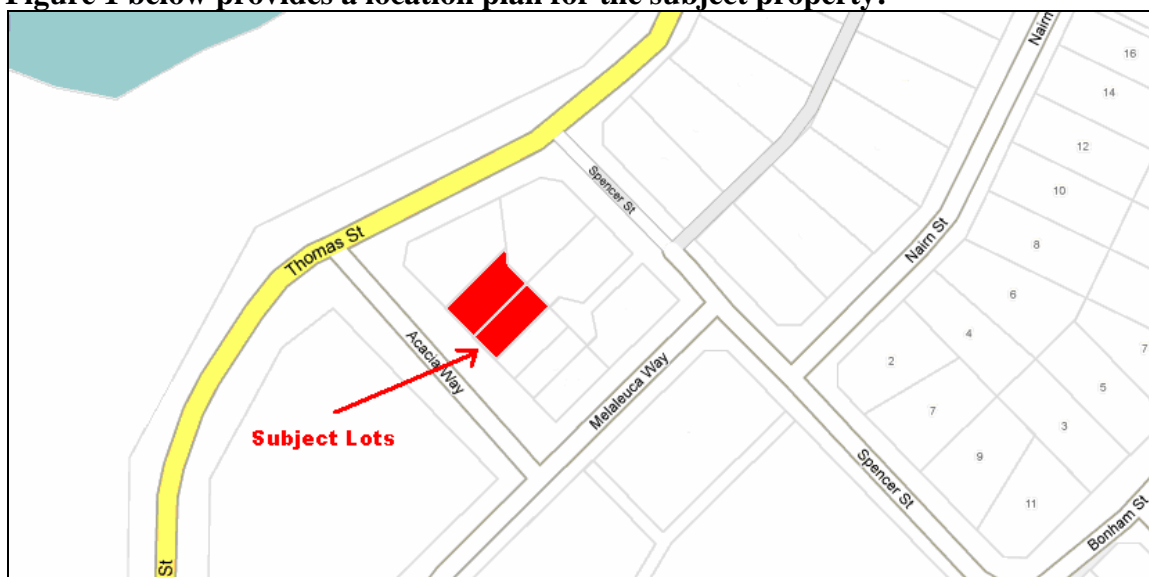 Figure 1 below provides a location plan for the subject property:
Nairn
16
14
12
Spencer St
10
Thomas St
Nairn St
8
6
Acacia Way
4
7
2
Melaleuca Way
5
7
3
Subject Lots
9
Spencer St
11
Bonham St
St